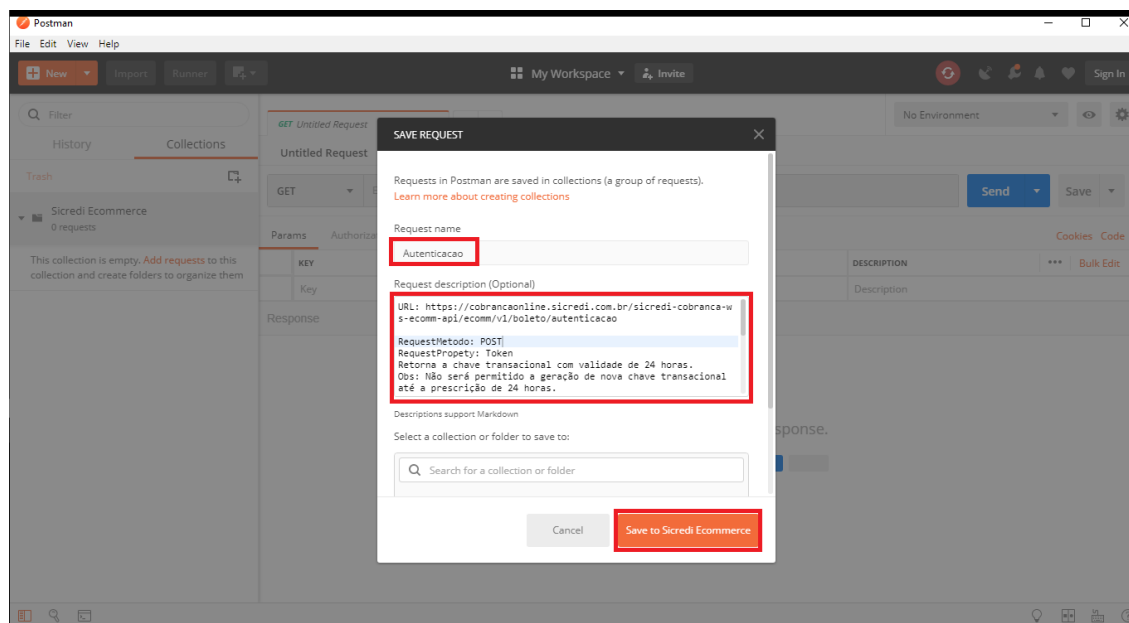 Postman
File Edit View Help
New Import Runner My Workspace Invite Sign In
Filter
History Collections
Trash
Sicredi Ecommerce
0 requests
This collection is empty. Add requests to this
collection and create folders to organize them
GET Untitled Request
Untitled Request
No Environment
GET Send Save
Params Cookies Code
KEY DESCRIPTION Bulk Edit
Key Description
Response
SAVE REQUEST
Requests in Postman are saved in collections (a group of requests).
Learn more about creating collections
Request name
Autenticacao
Request description (Optional)
URL: https://cobrancaonline.sicredi.com.br/sicredi-cobranca-w
s-ecomm-api/ecomm/v1/boleto/autenticacao
RequestMetodo: POST
RequestPropety: Token
Retorna a chave transacional com validade de 24 horas.
Obs: Não será permitido a geração de nova chave transacional
até a prescrição de 24 horas.
Descriptions support Markdown
Select a collection or folder to save to:
Search for a collection or folder
Cancel Save to Sicredi Ecommerce